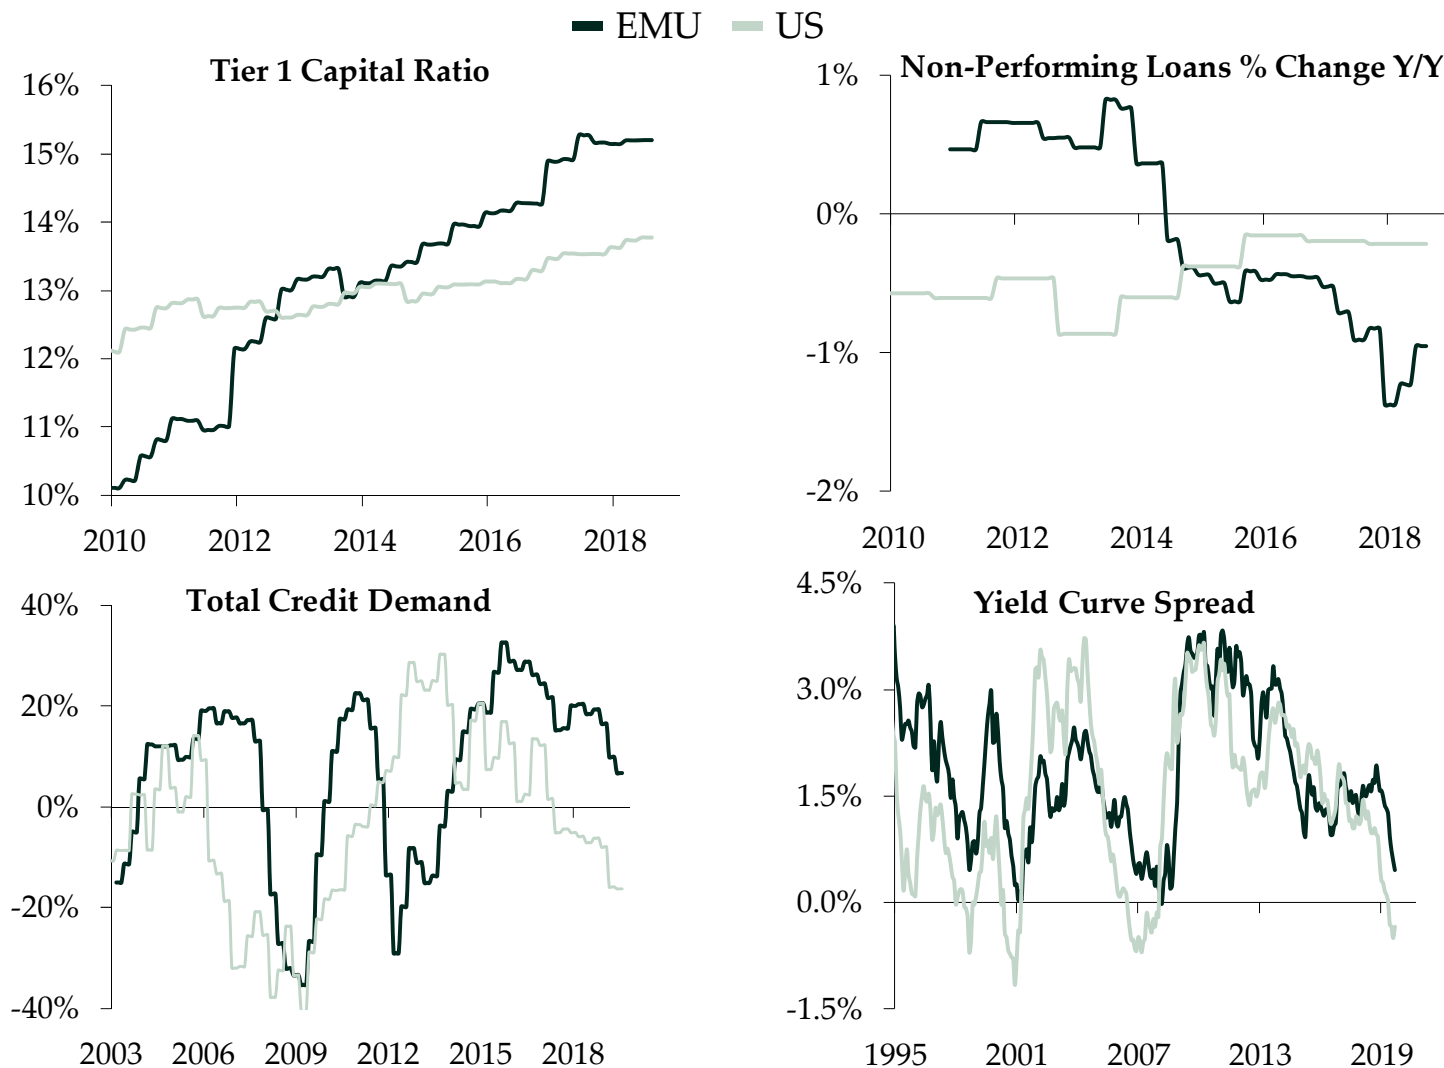 EMU US
Tier 1 Capital Ratio
16%
15%
14%
13%
12%
11%
10%
2010 2012 2014 2016 2018
Non-Performing Loans % Change Y/Y
1%
0%
-1%
-2%
2010 2012 2014 2016 2018
Total Credit Demand
40%
20%
0%
-20%
-40%
2003 2006 2009 2012 2015 2018
Yield Curve Spread
4.5%
3.0%
1.5%
0.0%
-1.5%
1995 2001 2007 2013 2019